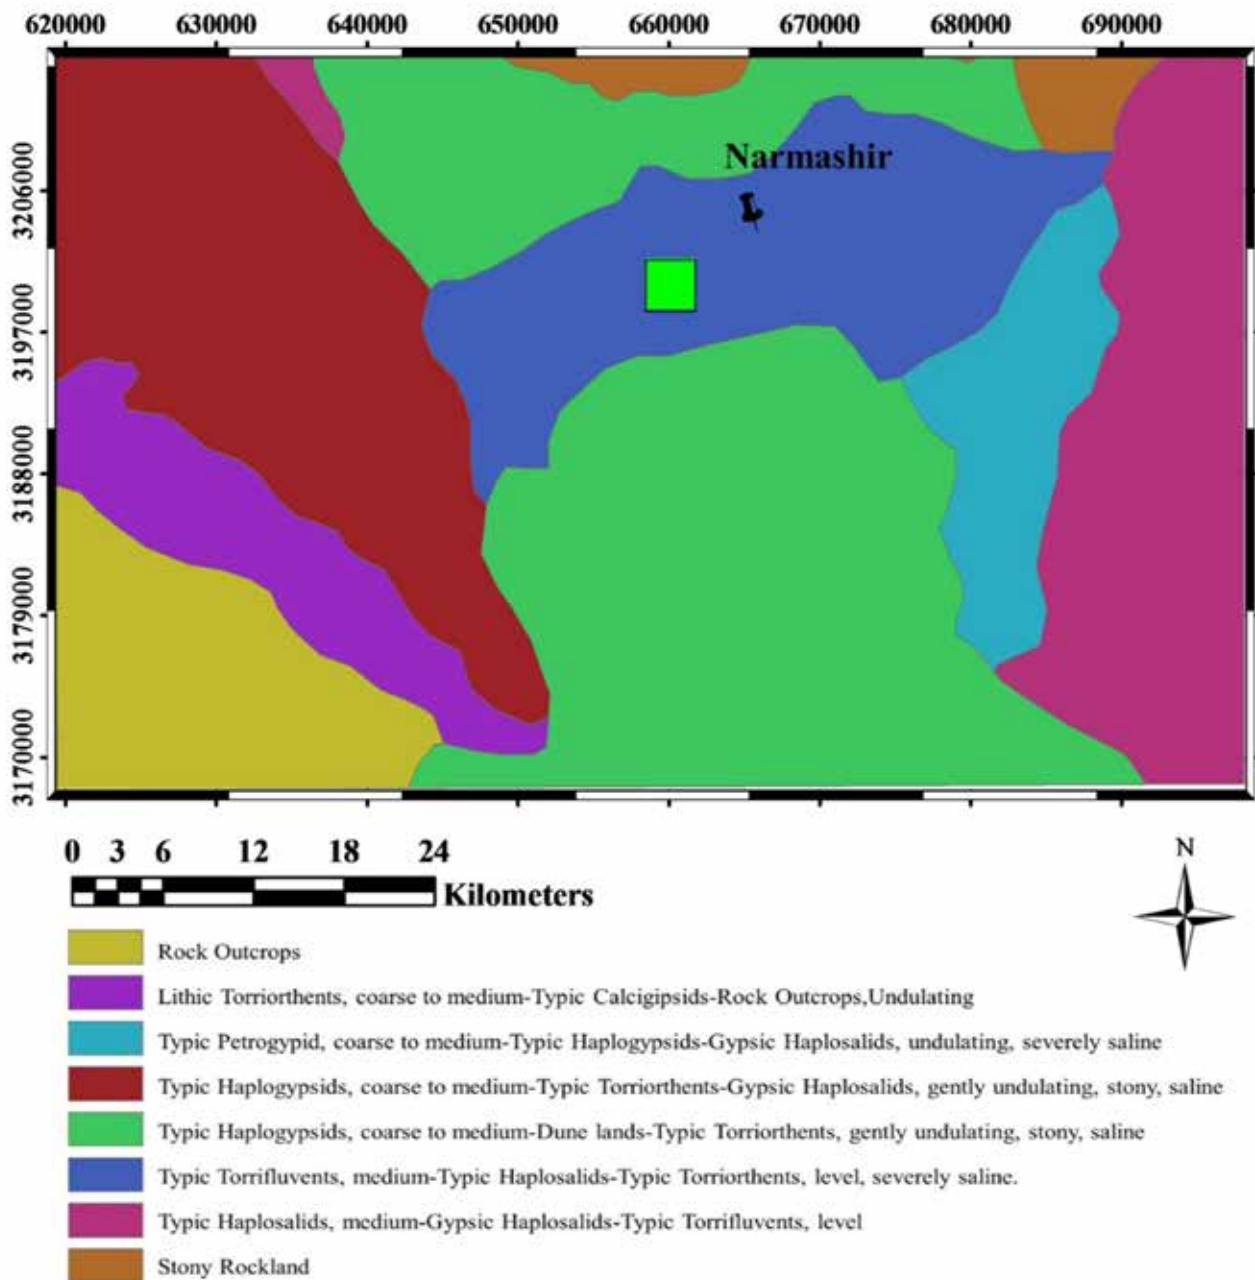 620000 630000 640000 650000 660000 670000 680000 690000
3206000
3197000
3188000
3179000
3170000
Narmashir
0 3 6 12 18 24
Kilometers
N
Rock Outcrops
Lithic Torriorthents, coarse to medium-Typic Calcigipsids-Rock Outcrops,Undulating
Typic Petrogypid, coarse to medium-Typic Haplogypsids-Gypsic Haplosalids, undulating, severely saline
Typic Haplogypsids, coarse to medium-Typic Torriorthents-Gypsic Haplosalids, gently undulating, stony, saline
Typic Haplogypsids, coarse to medium-Dune lands-Typic Torriorthents, gently undulating, stony, saline
Typic Torrifluvents, medium-Typic Haplosalids-Typic Torriorthents, level, severely saline.
Typic Haplosalids, medium-Gypsic Haplosalids-Typic Torrifluvents, level
Stony Rockland